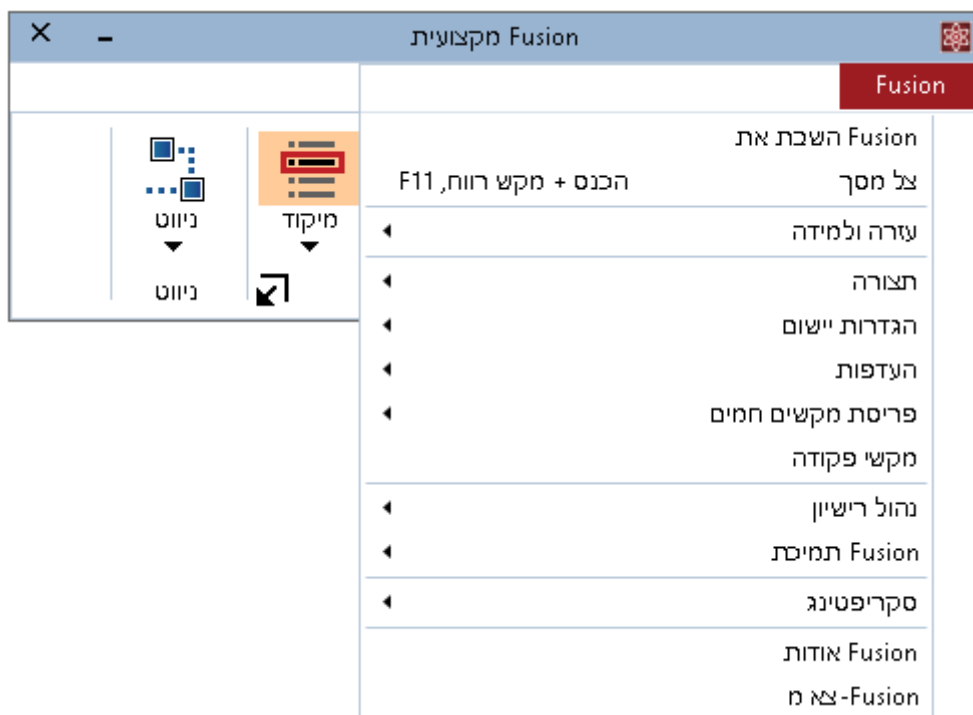 Fusion מקצועית
Fusion
Fusion השבת את
צל מסך הכנס + מקש רווח, F11
עזרה ולמידה
תצורה
הגדרות יישום
העדפות
פריסת מקשים חמים
מקשי פקודה
נהול רישיון
Fusion תמיכת
סקריפטינג
Fusion אודות
Fusion- צא מ
מיקוד
ניווט
ניווט